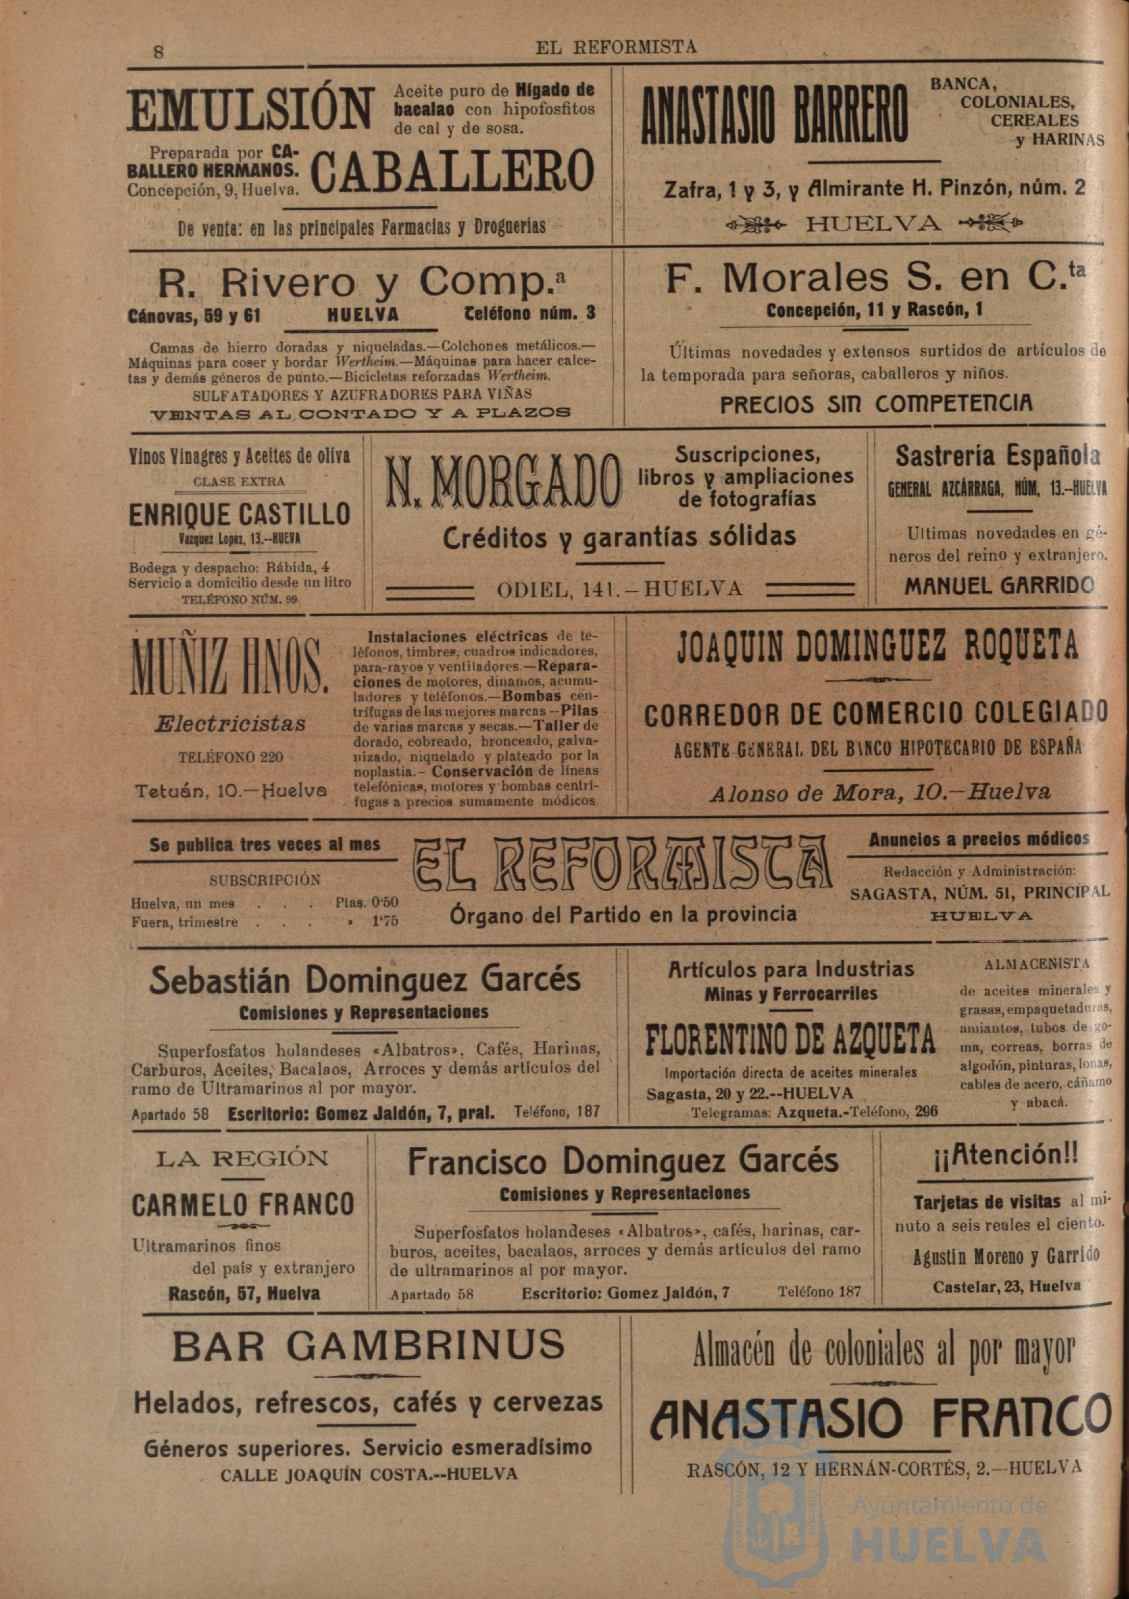 8
EL REFORMISTA
EMULSIÓN
Aceite puro de Hígado de
bacalao con hipofosfitos
de cal y de sosa.
Preparada por CA-
BALLERO HERMANOS.
Concepción, 9, Huelva.
CABALLERO
De venta: en las principales Farmacias y Droguerías
ANASTASIO BARRERO
BANCA,
COLONIALES,
CEREALES
y HARINAS
Zafra, 1 y 3, y Almirante H. Pinzón, núm. 2
HUELVA
R. Rivero y Comp.ª
Cánovas, 59 y 61 HUELVA Teléfono núm. 3
Camas de hierro doradas y niqueladas.—Colchones metálicos.—
Máquinas para coser y bordar Wertheim.—Máquinas para hacer calce-
tas y demás géneros de punto.—Bicicletas reforzadas Wertheim.
SULFATADORES Y AZUFRADORES PARA VIÑAS
VENTAS AL CONTADO Y A PLAZOS
F. Morales S. en C.ta
Concepción, 11 y Rascón, 1
Últimas novedades y extensos surtidos de artículos de
la temporada para señoras, caballeros y niños.
PRECIOS SIN COMPETENCIA
Vinos Vinagres y Aceites de oliva
CLASE EXTRA
ENRIQUE CASTILLO
Vazquez Lopez, 13.--HUEVA
Bodega y despacho: Rábida, 4
Servicio a domicilio desde un litro
TELÉFONO NÚM. 99
N. MORGADO
Suscripciones,
libros y ampliaciones
de fotografías
Créditos y garantías sólidas
ODIEL, 141.—HUELVA
Sastrería Española
GENERAL AZCÁRRAGA, NÚM, 13.--HUELVA
Ultimas novedades en gé-
neros del reino y extranjero.
MANUEL GARRIDO
MUÑIZ HNOS.
Electricistas
TELÉFONO 220
Tetuán, 10.—Huelva
Instalaciones eléctricas de te-
léfonos, timbres, cuadros indicadores,
para-rayos y ventiladores.—Repara-
ciones de motores, dinamos, acumu-
ladores y teléfonos.—Bombas cen-
trífugas de las mejores marcas—Pilas
de varias marcas y secas.—Taller de
dorado, cobreado, bronceado, galva-
nizado, niquelado y plateado por la
noplastia.- Conservación de líneas
telefónicas, motores y bombas centrí-
fugas a precios sumamente módicos.
JOAQUIN DOMINGUEZ ROQUETA
CORREDOR DE COMERCIO COLEGIADO
AGENTE GENERAL DEL BANCO HIPOTECARIO DE ESPAÑA
Alonso de Mora, 10.—Huelva
Se publica tres veces al mes
SUBSCRIPCIÓN
Huelva, un mes . . . Ptas. 0'50
Fuera, trimestre . . . » 1'75
EL REFORMISTA
Órgano del Partido en la provincia
Anuncios a precios módicos
Redacción y Administración:
SAGASTA, NÚM. 51, PRINCIPAL
HUELVA
Sebastián Dominguez Garcés
Comisiones y Representaciones
Superfosfatos holandeses «Albatros», Cafés, Harinas,
Carburos, Aceites, Bacalaos, Arroces y demás artículos del
ramo de Ultramarinos al por mayor.
Apartado 58 Escritorio: Gomez Jaldón, 7, pral. Teléfono, 187
Artículos para Industrias
Minas y Ferrocarriles
FLORENTINO DE AZQUETA
Importación directa de aceites minerales
Sagasta, 20 y 22.--HUELVA
Telegramas: Azqueta.-Teléfono, 296
ALMACENISTA
de aceites minerales y
grasas, empaquetaduras,
amiantos, tubos de go-
ma, correas, borras de
algodón, pinturas, lonas,
cables de acero, cáñamo
y abacá.
LA REGIÓN
CARMELO FRANCO
Ultramarinos finos
del país y extranjero
Rascón, 57, Huelva
Francisco Dominguez Garcés
Comisiones y Representaciones
Superfosfatos holandeses «Albatros», cafés, harinas, car-
buros, aceites, bacalaos, arroces y demás artículos del ramo
de ultramarinos al por mayor.
Apartado 58 Escritorio: Gomez Jaldón, 7 Teléfono 187
¡¡Atención!!
Tarjetas de visitas al mi-
nuto a seis reales el ciento.
Agustin Moreno y Garrido
Castelar, 23, Huelva
BAR GAMBRINUS
Helados, refrescos, cafés y cervezas
Géneros superiores. Servicio esmeradísimo
CALLE JOAQUÍN COSTA.--HUELVA
Almacén de coloniales al por mayor
ANASTASIO FRANCO
RASCÓN, 12 Y HERNÁN-CORTÉS, 2.—HUELVA
Ayuntamiento de
HUELVA